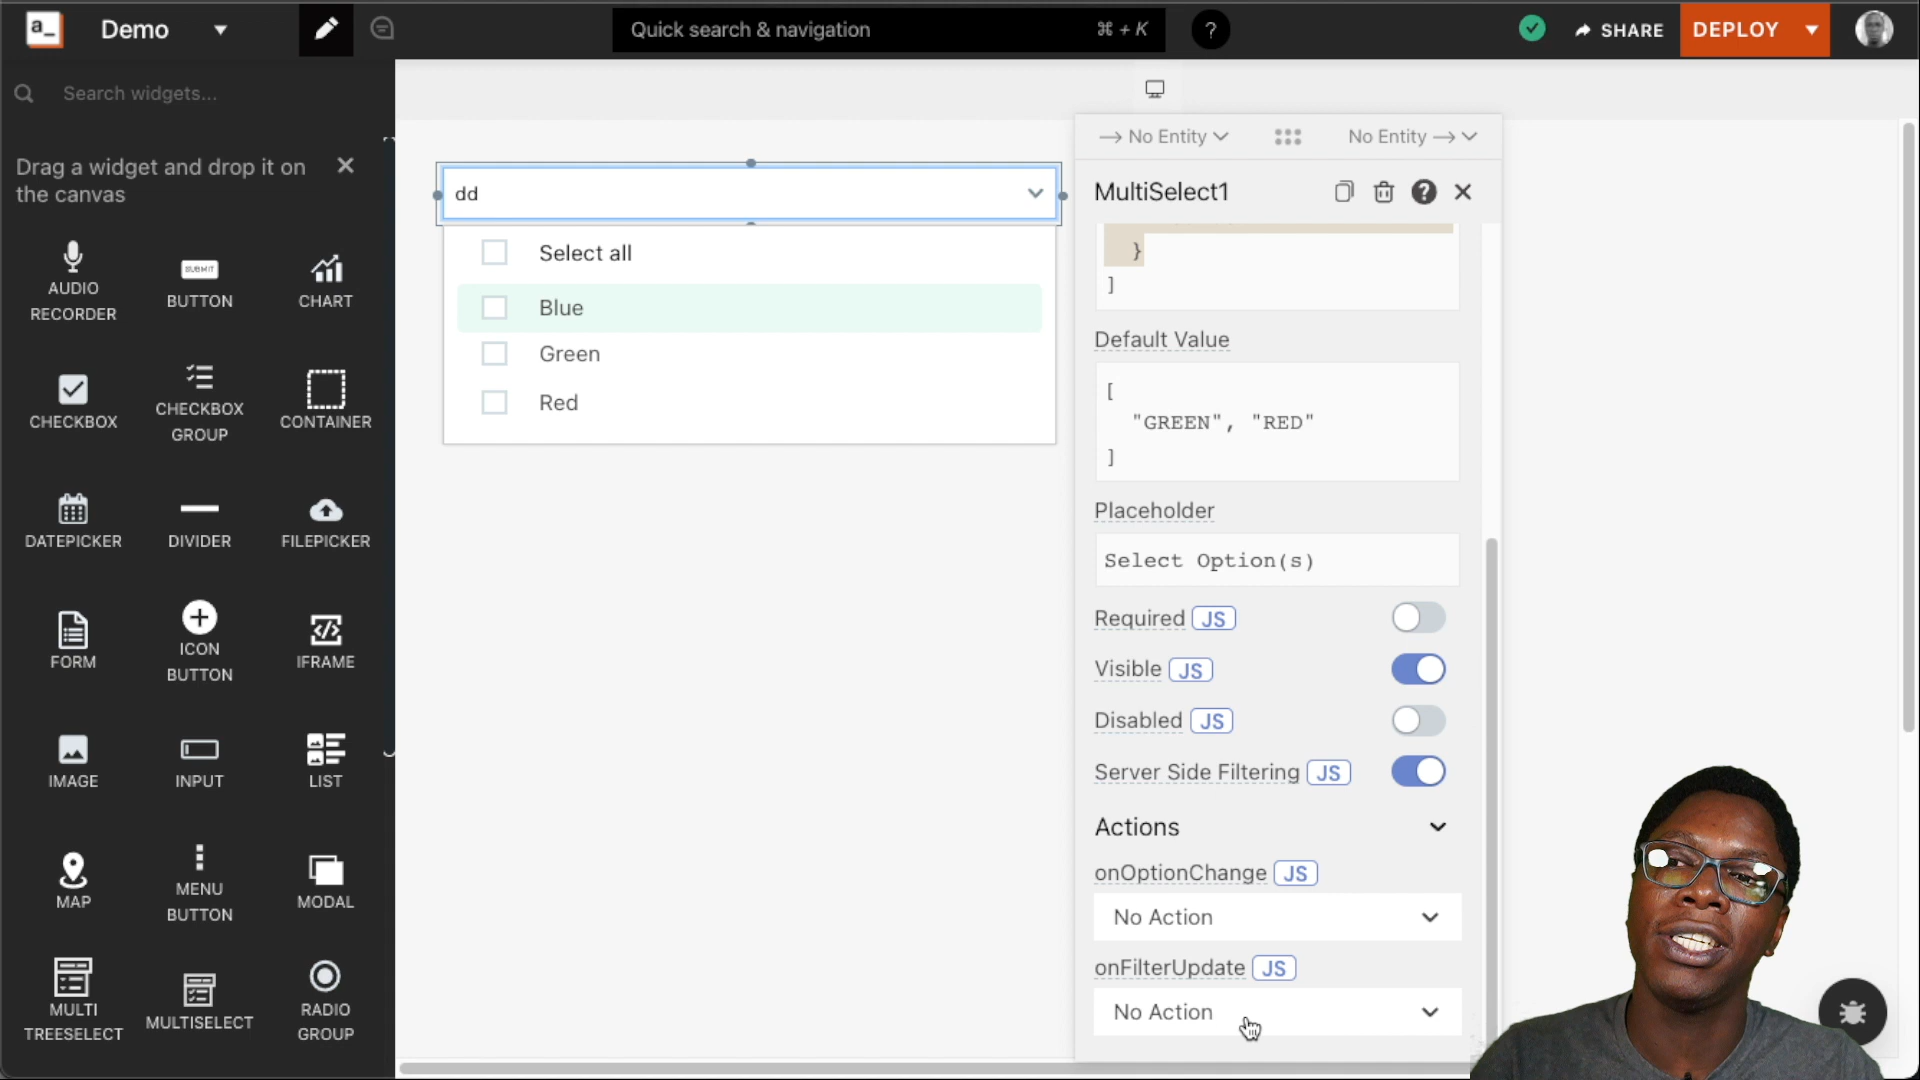 a_
Demo
Quick search & navigation
⌘ + K
?
SHARE
DEPLOY
Search widgets...
Drag a widget and drop it on
the canvas
AUDIO
RECORDER
SUBMIT
BUTTON
CHART
CHECKBOX
CHECKBOX
GROUP
CONTAINER
DATEPICKER
DIVIDER
FILEPICKER
FORM
ICON
BUTTON
IFRAME
IMAGE
INPUT
LIST
MAP
MENU
BUTTON
MODAL
MULTI
TREESELECT
MULTISELECT
RADIO
GROUP
dd
Select all
Blue
Green
Red
No Entity
No Entity
MultiSelect1
?
}
]
Default Value
[
"GREEN", "RED"
]
Placeholder
Select Option(s)
Required JS
Visible JS
Disabled JS
Server Side Filtering JS
Actions
onOptionChange JS
No Action
onFilterUpdate JS
No Action